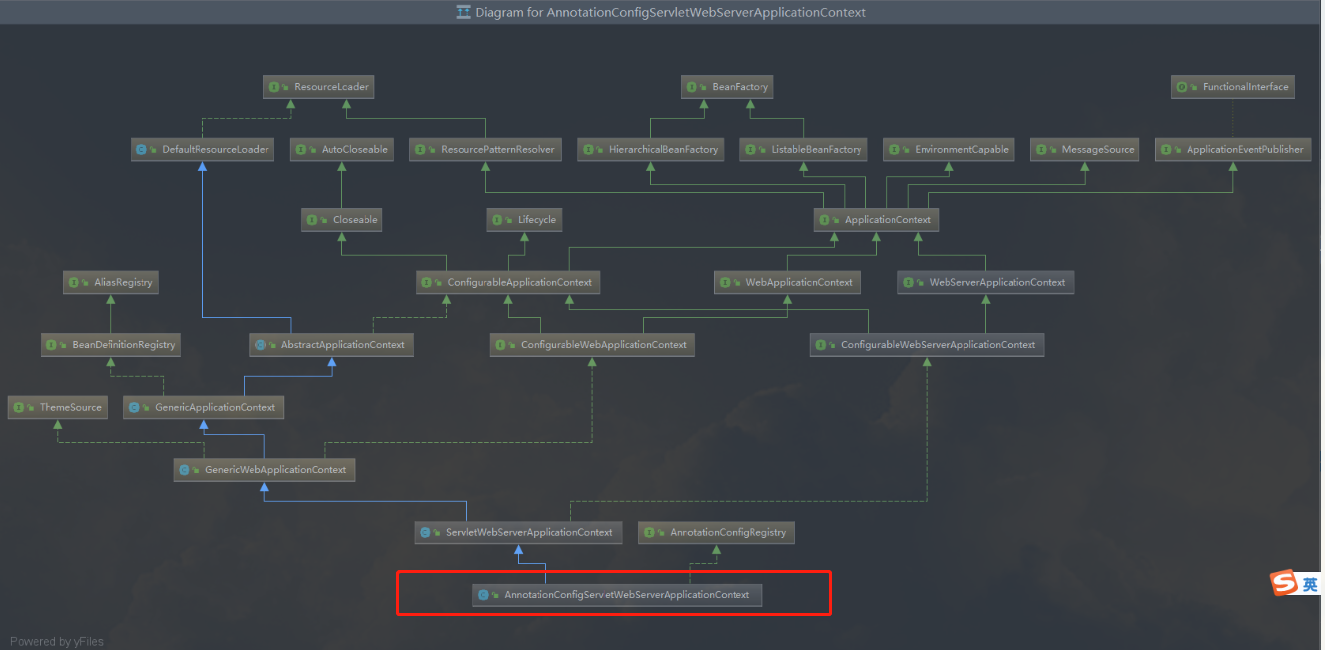 Diagram for AnnotationConfigServletWebServerApplicationContext
ResourceLoader
BeanFactory
FunctionalInterface
DefaultResourceLoader
AutoCloseable
ResourcePatternResolver
HierarchicalBeanFactory
ListableBeanFactory
EnvironmentCapable
MessageSource
ApplicationEventPublisher
Closeable
Lifecycle
ApplicationContext
AliasRegistry
ConfigurableApplicationContext
WebApplicationContext
WebServerApplicationContext
BeanDefinitionRegistry
AbstractApplicationContext
ConfigurableWebApplicationContext
ConfigurableWebServerApplicationContext
ThemeSource
GenericApplicationContext
GenericWebApplicationContext
ServletWebServerApplicationContext
AnnotationConfigRegistry
AnnotationConfigServletWebServerApplicationContext
S 英
Powered by yFiles